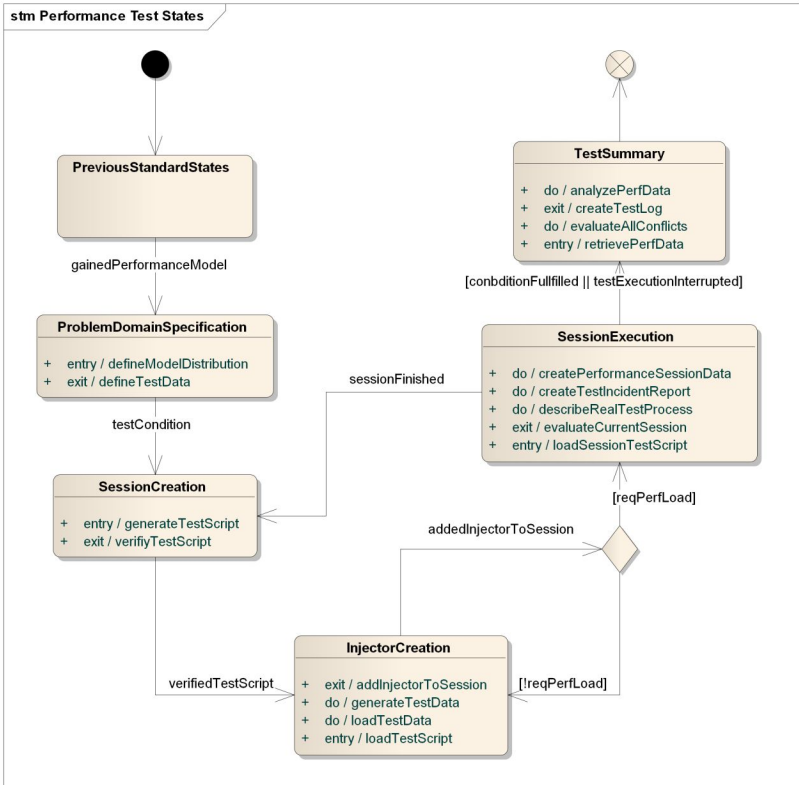 stm Performance Test States
PreviousStandardStates
gainedPerformanceModel
ProblemDomainSpecification
+ entry / defineModelDistribution
+ exit / defineTestData
testCondition
SessionCreation
+ entry / generateTestScript
+ exit / verifiyTestScript
verifiedTestScript
InjectorCreation
+ exit / addInjectorToSession
+ do / generateTestData
+ do / loadTestData
+ entry / loadTestScript
addedInjectorToSession
[!reqPerfLoad]
[reqPerfLoad]
SessionExecution
+ do / createPerformanceSessionData
+ do / createTestIncidentReport
+ do / describeRealTestProcess
+ exit / evaluateCurrentSession
+ entry / loadSessionTestScript
sessionFinished
[conbditionFullfilled || testExecutionInterrupted]
TestSummary
+ do / analyzePerfData
+ exit / createTestLog
+ do / evaluateAllConflicts
+ entry / retrievePerfData